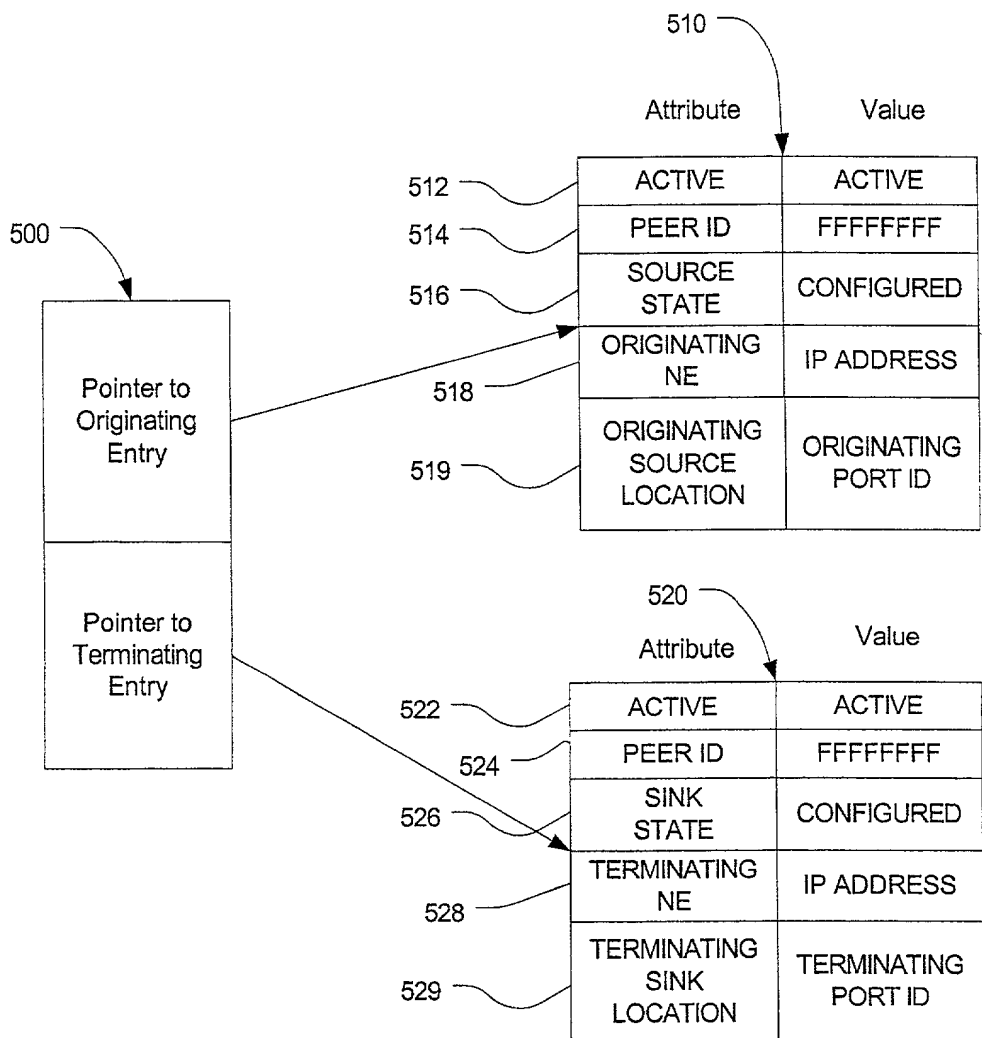 510
Attribute Value
512 ACTIVE ACTIVE
514 PEER ID FFFFFFFF
516 SOURCE STATE CONFIGURED
518 ORIGINATING NE IP ADDRESS
519 ORIGINATING SOURCE LOCATION ORIGINATING PORT ID
500
Pointer to
Originating
Entry
Pointer to
Terminating
Entry
520
Attribute Value
522 ACTIVE ACTIVE
524 PEER ID FFFFFFFF
526 SINK STATE CONFIGURED
528 TERMINATING NE IP ADDRESS
529 TERMINATING SINK LOCATION TERMINATING PORT ID